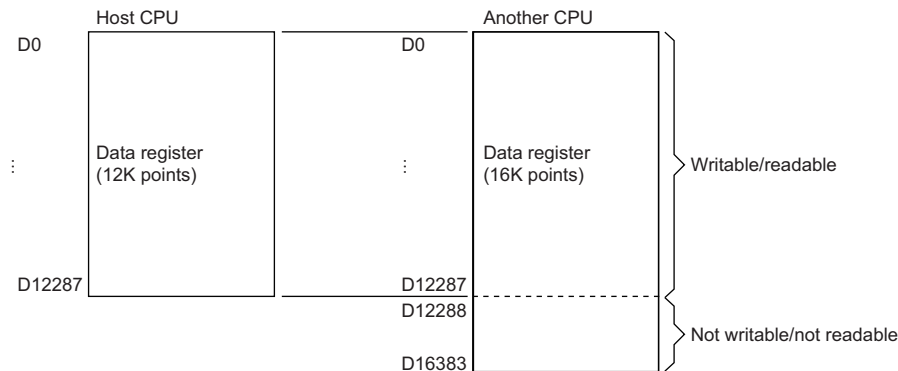 Host CPU
Another CPU
D0
D0
⋮
Data register
(12K points)
⋮
Data register
(16K points)
Writable/readable
D12287
D12287
D12288
Not writable/not readable
D16383